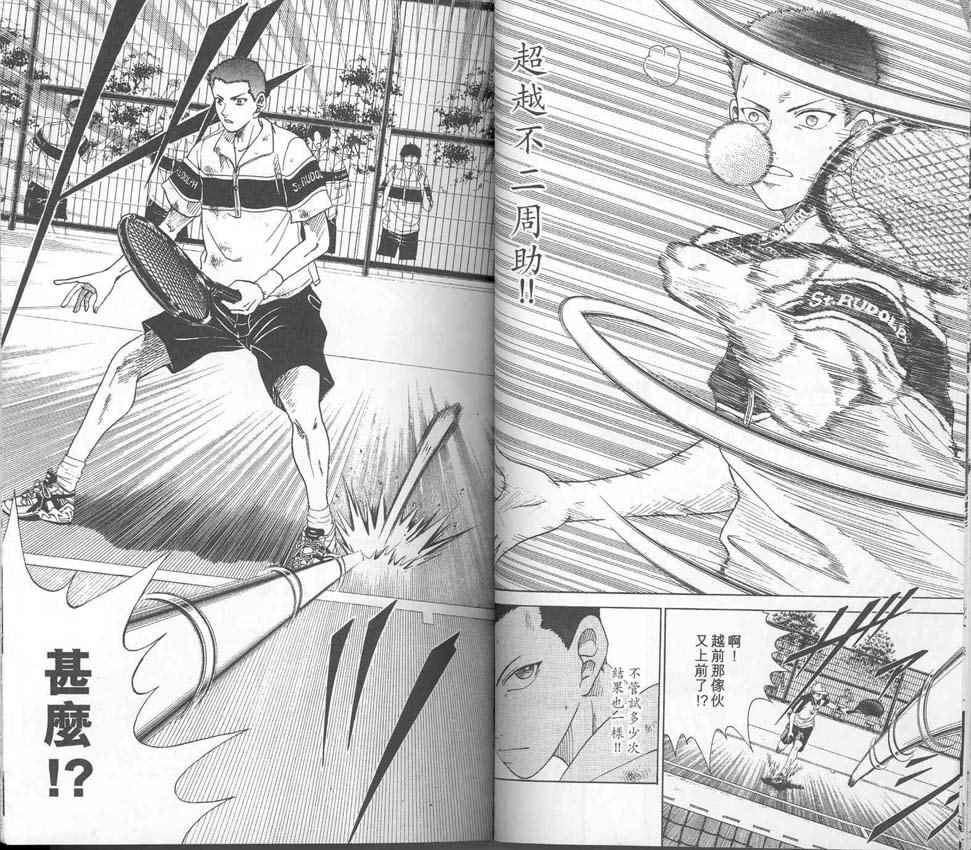 超越不二周助!!
St.RUDOLPH
啊!
越前那傢伙
又上前了!?
不管試多少次
結果也一樣!!
RUDOLPH
St.RUDOL
甚麼!?